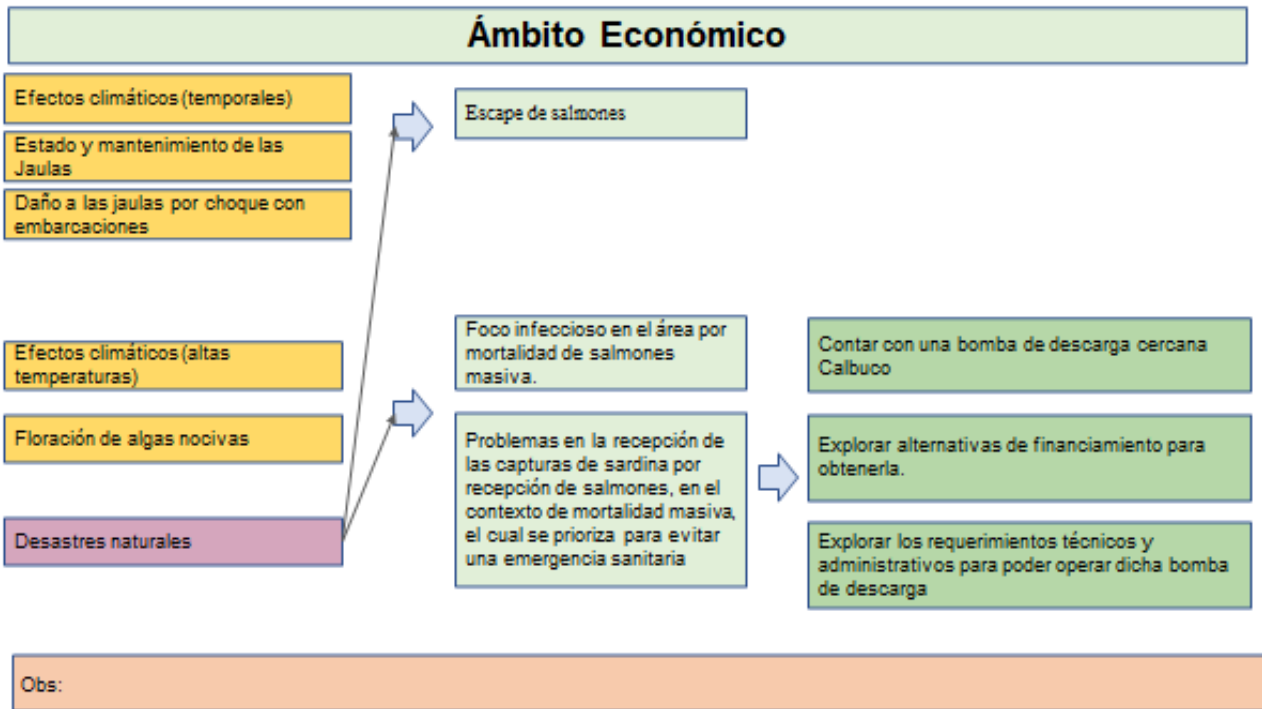 Ámbito Económico
Efectos climáticos (temporales)
Estado y mantenimiento de las
Jaulas
Daño a las jaulas por choque con
embarcaciones
Escape de salmones
Efectos climáticos (altas
temperaturas)
Floración de algas nocivas
Desastres naturales
Foco infeccioso en el área por
mortalidad de salmones
masiva.
Problemas en la recepción de
las capturas de sardina por
recepción de salmones, en el
contexto de mortalidad masiva,
el cual se prioriza para evitar
una emergencia sanitaria
Contar con una bomba de descarga cercana
Calbuco
Explorar alternativas de financiamiento para
obtenerla.
Explorar los requerimientos técnicos y
administrativos para poder operar dicha bomba
de descarga
Obs: